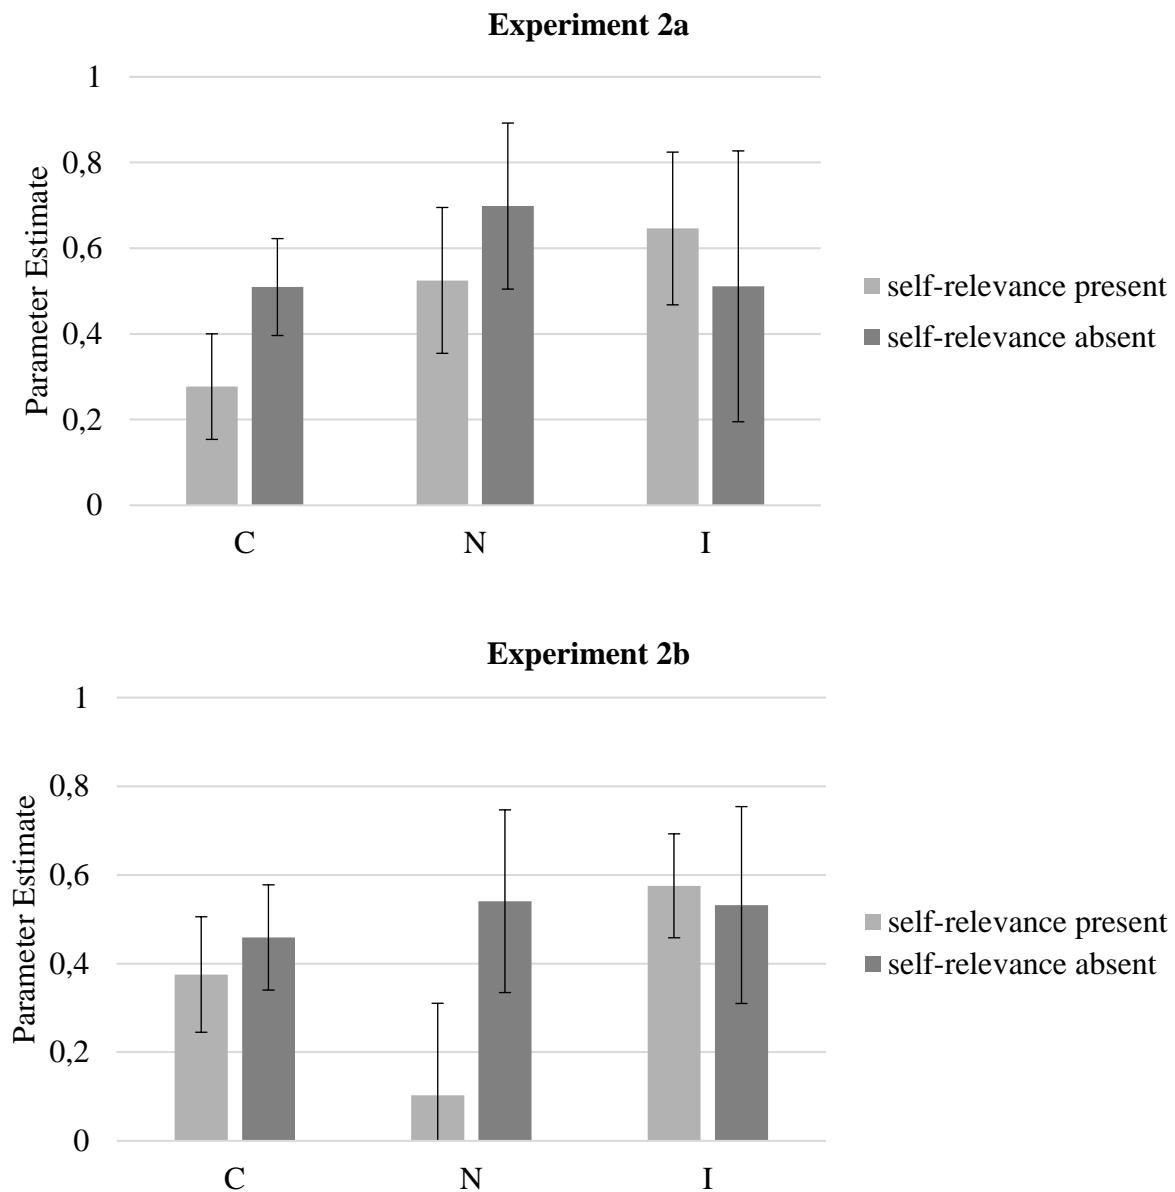 Experiment 2a
1
0,8
0,6
0,4
0,2
0
Parameter Estimate
C N I
self-relevance present
self-relevance absent
Experiment 2b
1
0,8
0,6
0,4
0,2
0
Parameter Estimate
C N I
self-relevance present
self-relevance absent